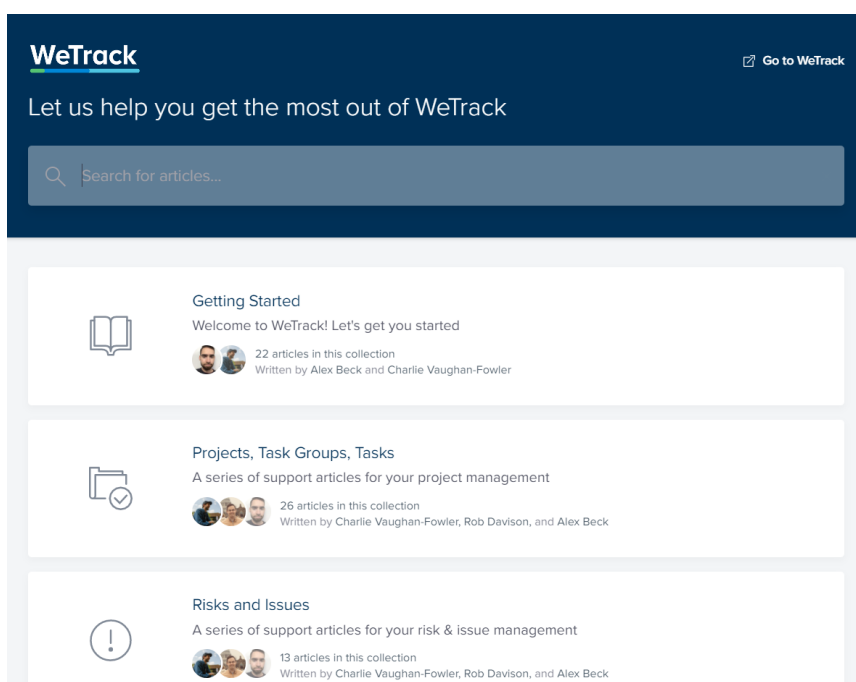 WeTrack
Go to WeTrack
Let us help you get the most out of WeTrack
Search for articles...
Getting Started
Welcome to WeTrack! Let's get you started
22 articles in this collection
Written by Alex Beck and Charlie Vaughan-Fowler
Projects, Task Groups, Tasks
A series of support articles for your project management
26 articles in this collection
Written by Charlie Vaughan-Fowler, Rob Davison, and Alex Beck
Risks and Issues
A series of support articles for your risk & issue management
13 articles in this collection
Written by Charlie Vaughan-Fowler, Rob Davison, and Alex Beck